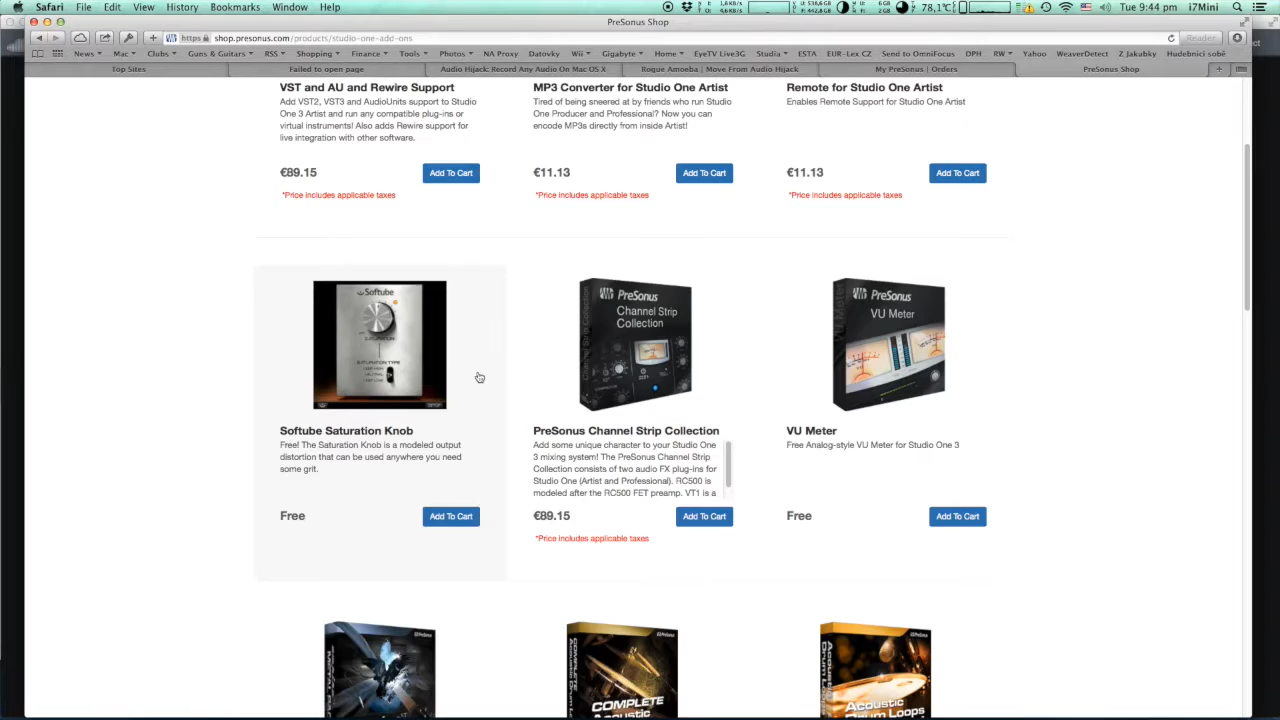 Safari File Edit View History Bookmarks Window Help
78,1°C Tue 9:44 pm i7Mini
PreSonus Shop
https shop.presonus.com/products/studio-one-add-ons Reader
News Mac Clubs Guns & Guitars RSS Shopping Finance Tools Photos NA Proxy Datovky Wii Gigabyte Home EyeTV Live3G Studia ESTA EUR-Lex CZ Send to OmniFocus DPH RW Yahoo WeaverDetect Z Jakubky Hudebníci sobě
Top Sites Failed to open page Audio Hijack: Record Any Audio On Mac OS X Rogue Amoeba | Move From Audio Hijack My PreSonus | Orders PreSonus Shop
VST and AU and Rewire Support
Add VST2, VST3 and AudioUnits support to Studio
One 3 Artist and run any compatible plug-ins or
virtual instruments! Also adds Rewire support for
live integration with other software.
€89.15 Add To Cart
*Price includes applicable taxes
MP3 Converter for Studio One Artist
Tired of being sneered at by friends who run Studio
One Producer and Professional? Now you can
encode MP3s directly from inside Artist!
€11.13 Add To Cart
*Price includes applicable taxes
Remote for Studio One Artist
Enables Remote Support for Studio One Artist
€11.13 Add To Cart
*Price includes applicable taxes
Softube
SATURATION
SATURATION TYPE
Softube Saturation Knob
Free! The Saturation Knob is a modeled output
distortion that can be used anywhere you need
some grit.
Free Add To Cart
PreSonus
Channel Strip
Collection
PreSonus Channel Strip Collection
Add some unique character to your Studio One
3 mixing system! The PreSonus Channel Strip
Collection consists of two audio FX plug-ins for
Studio One (Artist and Professional). RC500 is
modeled after the RC500 FET preamp. VT1 is a
€89.15 Add To Cart
*Price includes applicable taxes
PreSonus
VU Meter
VU Meter
Free Analog-style VU Meter for Studio One 3
Free Add To Cart
PreSonus
PreSonus
COMPLETE
Acoustic
PreSonus
Acoustic
Drum Loops